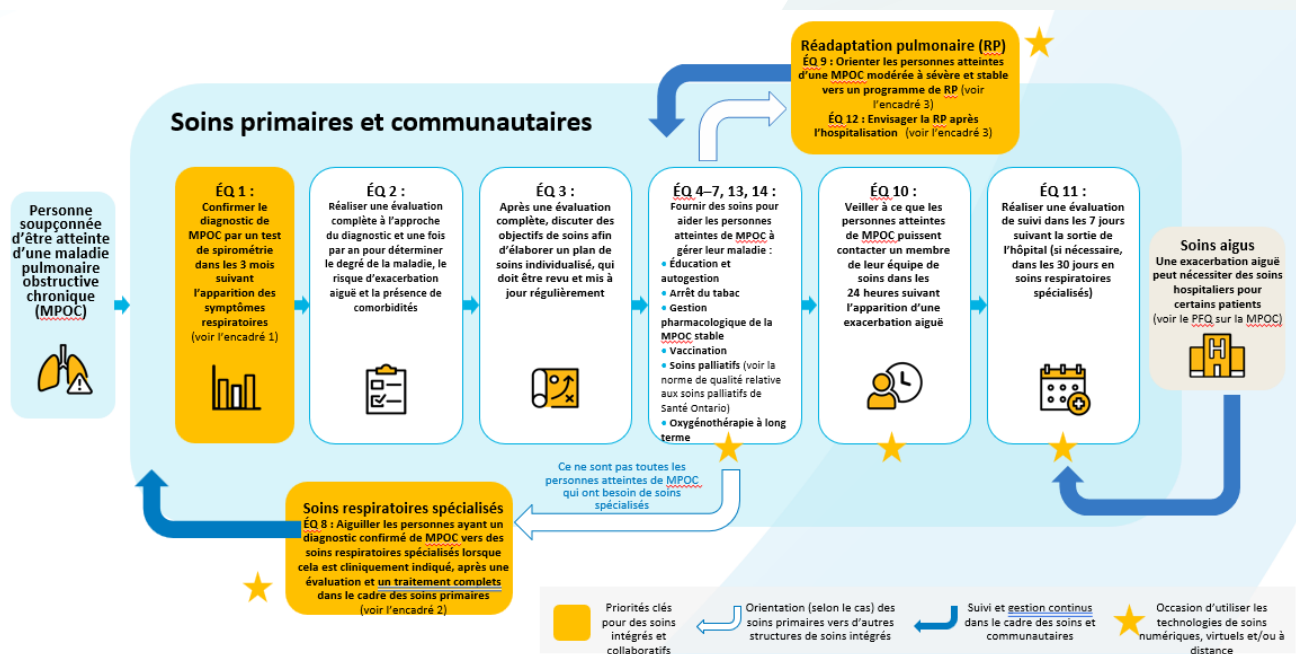 Réadaptation pulmonaire (RP)
ÉQ 9 : Orienter les personnes atteintes
d'une MPOC modérée à sévère et stable
vers un programme de RP (voir
l'encadré 3)
ÉQ 12 : Envisager la RP après
l'hospitalisation (voir l'encadré 3)
Soins primaires et communautaires
Personne
soupçonnée
d'être atteinte
d'une maladie
pulmonaire
obstructive
chronique
(MPOC)
ÉQ 1 :
Confirmer le
diagnostic de
MPOC par un test
de spirométrie
dans les 3 mois
suivant
l'apparition des
symptômes
respiratoires
(voir l'encadré 1)
ÉQ 2 :
Réaliser une évaluation
complète à l'approche
du diagnostic et une fois
par an pour déterminer
le degré de la maladie, le
risque d'exacerbation
aiguë et la présence de
comorbidités
ÉQ 3 :
Après une évaluation
complète, discuter des
objectifs de soins afin
d'élaborer un plan de
soins individualisé, qui
doit être revu et mis à
jour régulièrement
ÉQ 4–7, 13, 14 :
Fournir des soins pour
aider les personnes
atteintes de MPOC à
gérer leur maladie :
• Éducation et
autogestion
• Arrêt du tabac
• Gestion
pharmacologique de la
MPOC stable
• Vaccination
• Soins palliatifs (voir la
norme de qualité relative
aux soins palliatifs de
Santé Ontario)
• Oxygénothérapie à long
terme
ÉQ 10 :
Veiller à ce que les
personnes atteintes
de MPOC puissent
contacter un membre
de leur équipe de
soins dans les
24 heures suivant
l'apparition d'une
exacerbation aiguë
ÉQ 11 :
Réaliser une évaluation
de suivi dans les 7 jours
suivant la sortie de
l'hôpital (si nécessaire,
dans les 30 jours en
soins respiratoires
spécialisés)
Soins aigus
Une exacerbation aiguë
peut nécessiter des soins
hospitaliers pour
certains patients
(voir le PFQ sur la MPOC)
H
Ce ne sont pas toutes les
personnes atteintes de MPOC
qui ont besoin de soins
spécialisés
Soins respiratoires spécialisés
ÉQ 8 : Aiguiller les personnes ayant un
diagnostic confirmé de MPOC vers des
soins respiratoires spécialisés lorsque
cela est cliniquement indiqué, après une
évaluation et un traitement complets
dans le cadre des soins primaires
(voir l'encadré 2)
Priorités clés
pour des soins
intégrés et
collaboratifs
Orientation (selon le cas) des
soins primaires vers d'autres
structures de soins intégrés
Suivi et gestion continus
dans le cadre des soins et
communautaires
Occasion d'utiliser les
technologies de soins
numériques, virtuels et/ou à
distance